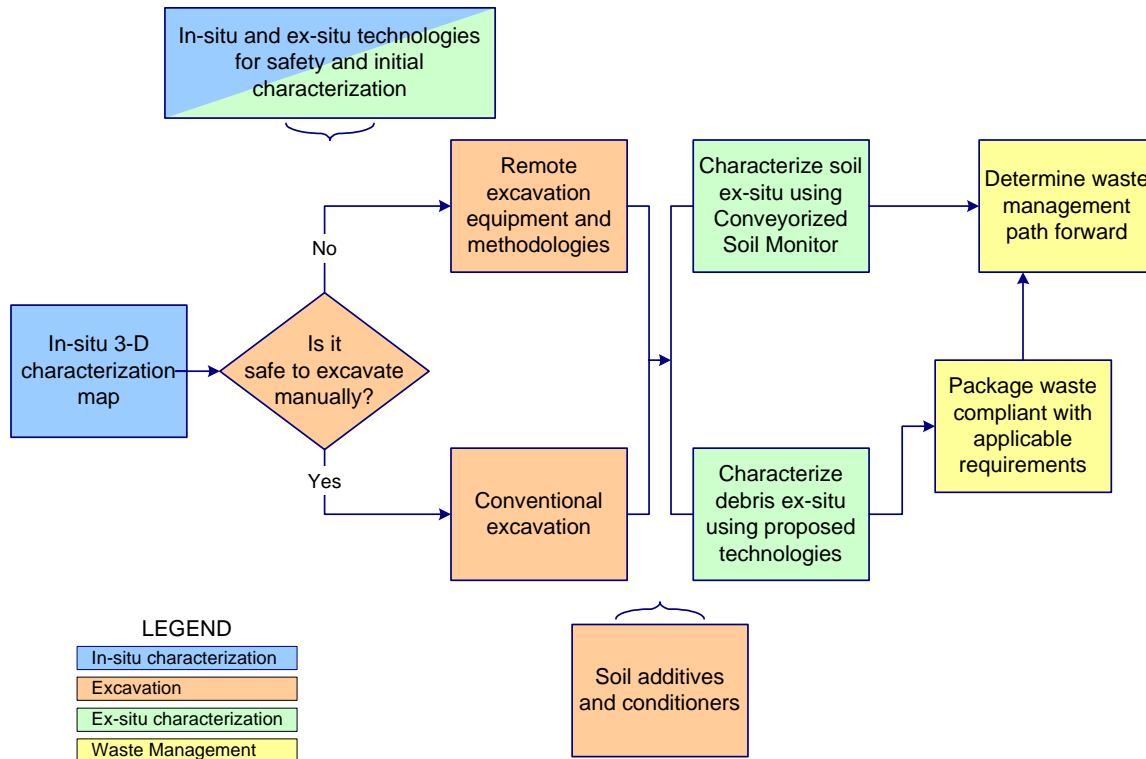 In-situ and ex-situ technologies
for safety and initial
characterization
Remote
excavation
equipment and
methodologies
Characterize soil
ex-situ using
Conveyorized
Soil Monitor
Determine waste
management
path forward
No
In-situ 3-D
characterization
map
Is it
safe to excavate
manually?
Package waste
compliant with
applicable
requirements
Yes
Conventional
excavation
Characterize
debris ex-situ
using proposed
technologies
Soil additives
and conditioners
LEGEND
In-situ characterization
Excavation
Ex-situ characterization
Waste Management